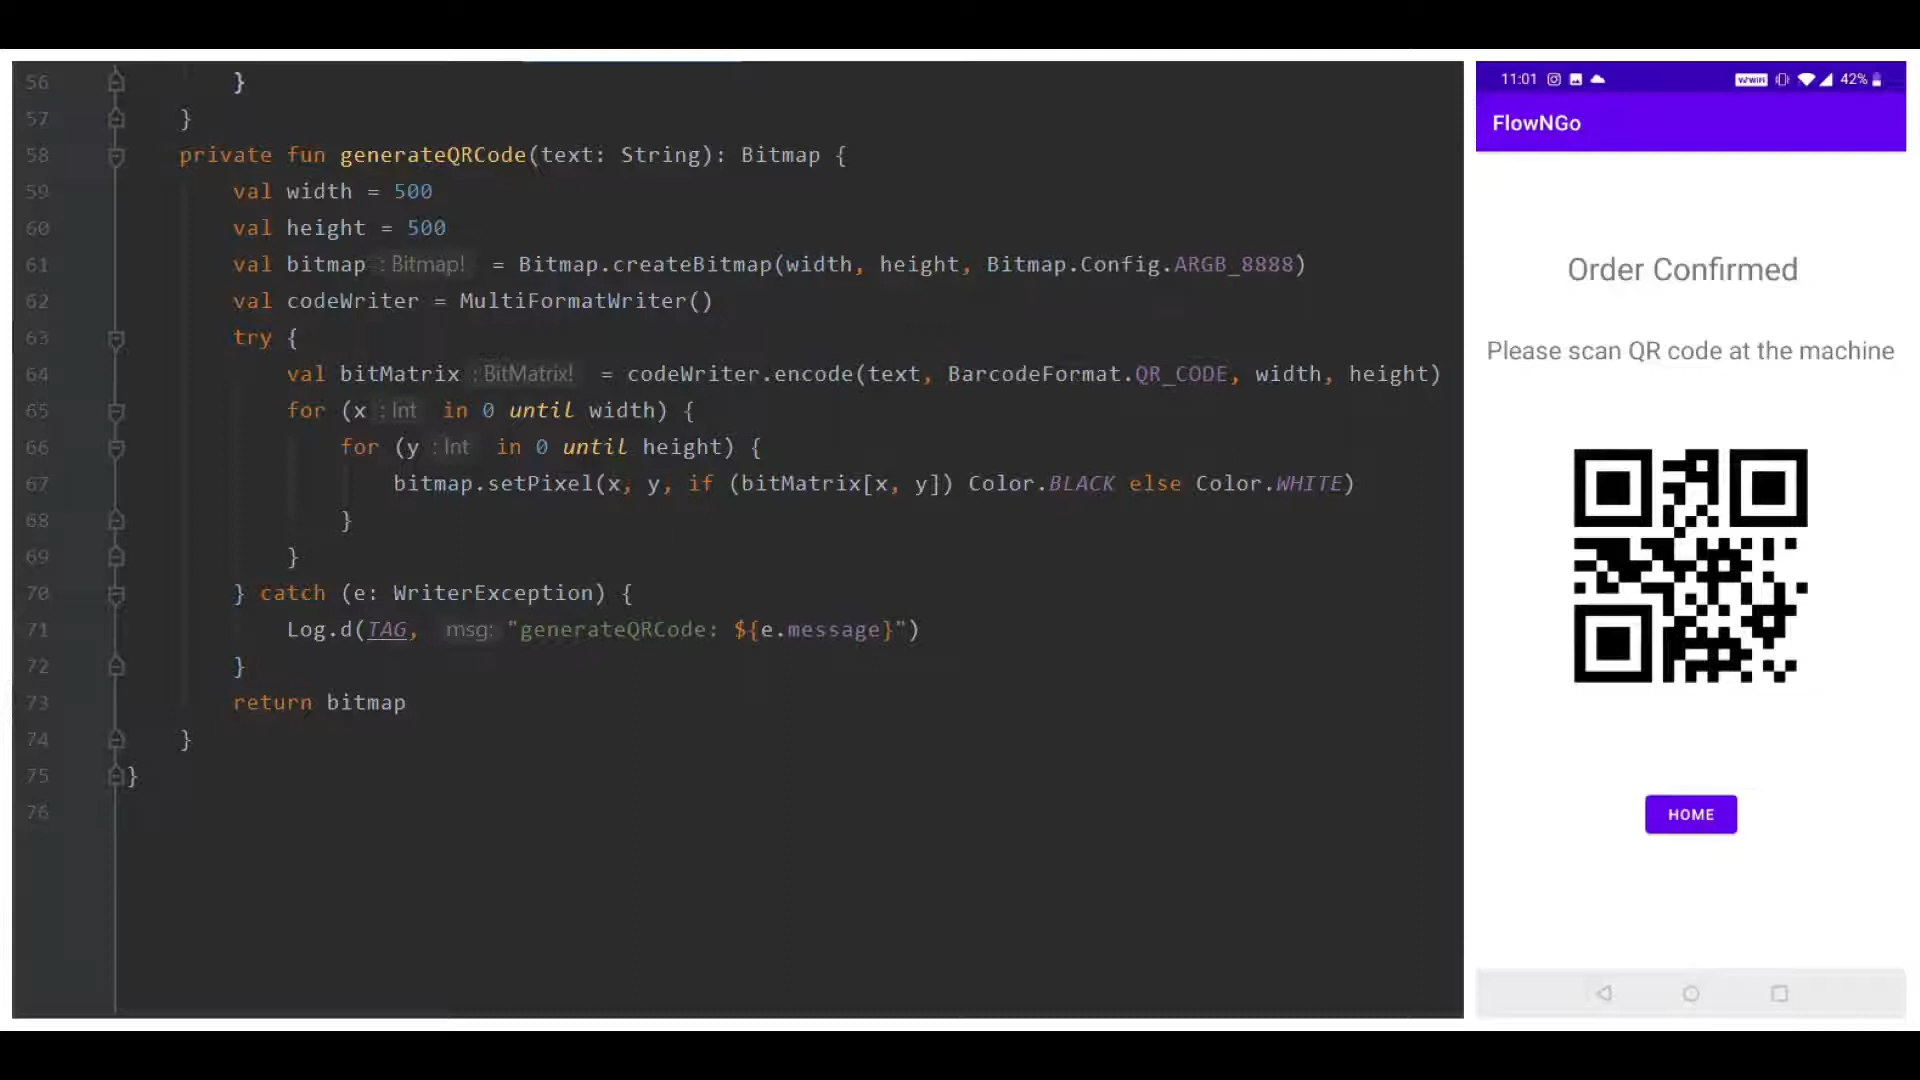 56 }
57 }
58 private fun generateQRCode(text: String): Bitmap {
59 val width = 500
60 val height = 500
61 val bitmap : Bitmap! = Bitmap.createBitmap(width, height, Bitmap.Config.ARGB_8888)
62 val codeWriter = MultiFormatWriter()
63 try {
64 val bitMatrix : BitMatrix! = codeWriter.encode(text, BarcodeFormat.QR_CODE, width, height)
65 for (x : Int in 0 until width) {
66 for (y : Int in 0 until height) {
67 bitmap.setPixel(x, y, if (bitMatrix[x, y]) Color.BLACK else Color.WHITE)
68 }
69 }
70 } catch (e: WriterException) {
71 Log.d(TAG, msg: "generateQRCode: ${e.message}")
72 }
73 return bitmap
74 }
75 }
76
11:01 42%
FlowNGo
Order Confirmed
Please scan QR code at the machine
HOME